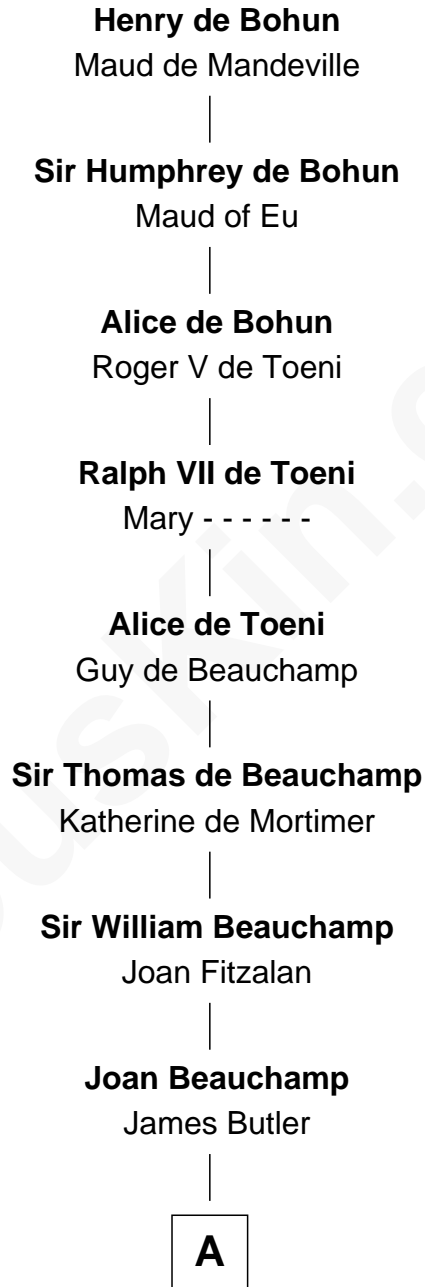 Henry de Bohun
Maud de Mandeville
Sir Humphrey de Bohun
Maud of Eu
Alice de Bohun
Roger V de Toeni
Ralph VII de Toeni
Mary - - - - - -
Alice de Toeni
Guy de Beauchamp
Sir Thomas de Beauchamp
Katherine de Mortimer
Sir William Beauchamp
Joan Fitzalan
Joan Beauchamp
James Butler
A